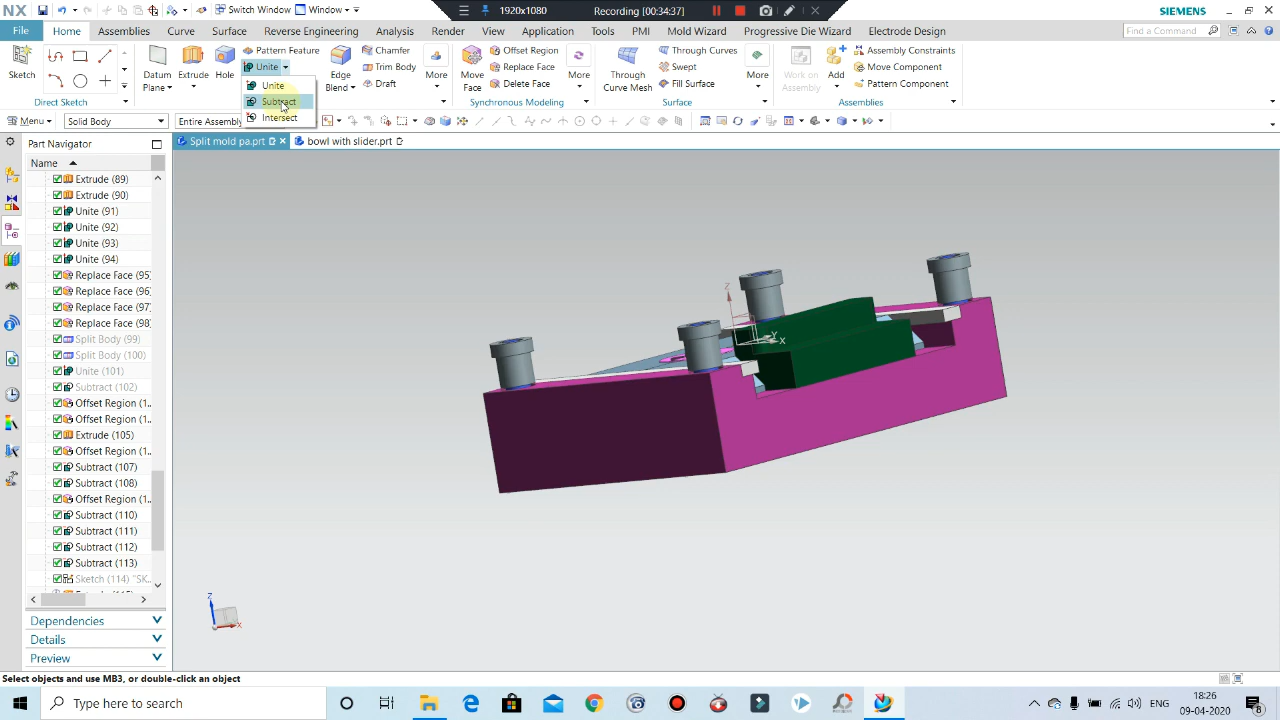 NX
Switch Window
Window
1920x1080
Recording [00:34:37]
SIEMENS
File
Home
Assemblies
Curve
Surface
Reverse Engineering
Analysis
Render
View
Application
Tools
PMI
Mold Wizard
Progressive Die Wizard
Electrode Design
Find a Command
Sketch
Direct Sketch
Datum Plane
Extrude
Hole
Pattern Feature
Unite
Unite
Subtract
Intersect
Edge Blend
Chamfer
Trim Body
Draft
More
Move Face
Offset Region
Replace Face
Delete Face
More
Synchronous Modeling
Through Curve Mesh
Through Curves
Swept
Fill Surface
More
Surface
Work on Assembly
Add
Assembly Constraints
Move Component
Pattern Component
Assemblies
Menu
Solid Body
Entire Assembly
Part Navigator
Split mold pa.prt
bowl with slider.prt
Name
Extrude (89)
Extrude (90)
Unite (91)
Unite (92)
Unite (93)
Unite (94)
Replace Face (95)
Replace Face (96)
Replace Face (97)
Replace Face (98)
Split Body (99)
Split Body (100)
Unite (101)
Subtract (102)
Offset Region (1...
Offset Region (1...
Extrude (105)
Offset Region (1...
Subtract (107)
Subtract (108)
Offset Region (1...
Subtract (110)
Subtract (111)
Subtract (112)
Subtract (113)
Sketch (114) "SK...
Dependencies
Details
Preview
Z
Y
X
Z
X
Select objects and use MB3, or double-click an object
Type here to search
ENG
18:26
09-04-2020